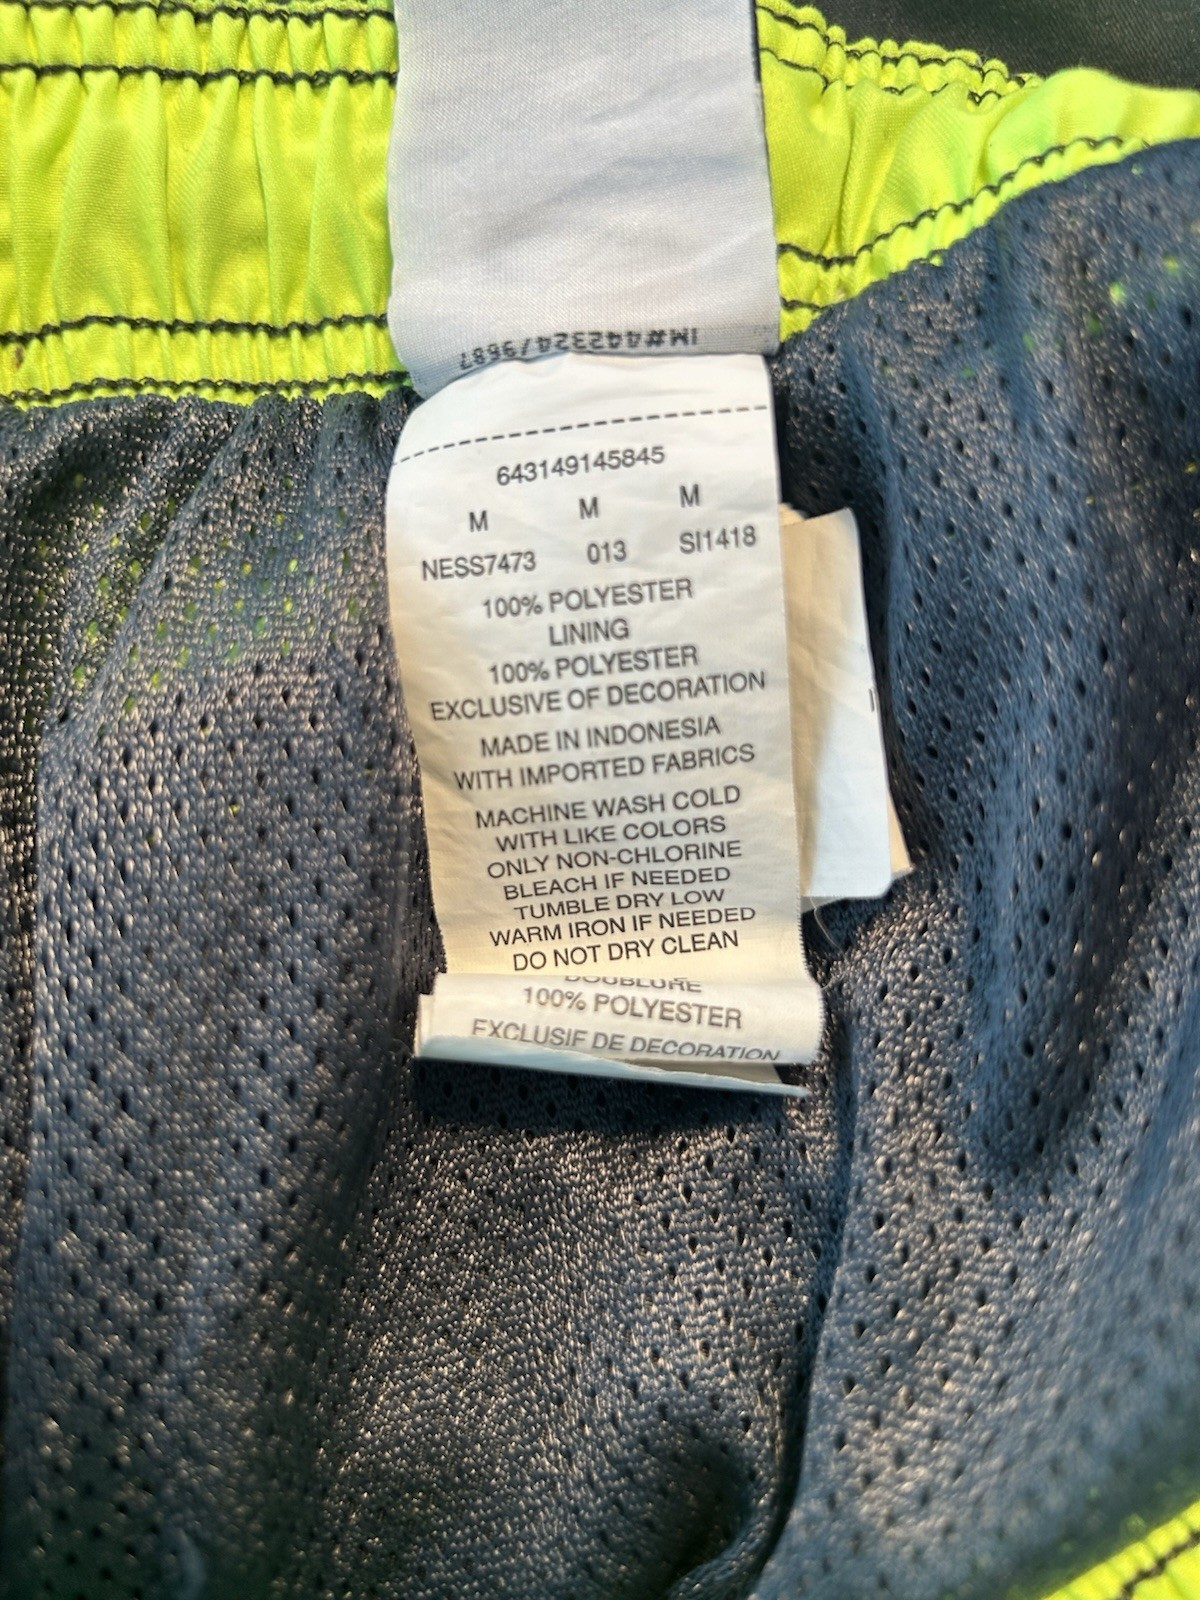 IM#442324/3687
643149145845
M M M
NESS7473 013 SI1418
100% POLYESTER
LINING
100% POLYESTER
EXCLUSIVE OF DECORATION
MADE IN INDONESIA
WITH IMPORTED FABRICS
MACHINE WASH COLD
WITH LIKE COLORS
ONLY NON-CHLORINE
BLEACH IF NEEDED
TUMBLE DRY LOW
WARM IRON IF NEEDED
DO NOT DRY CLEAN
DOUBLURE
100% POLYESTER
EXCLUSIF DE DECORATION